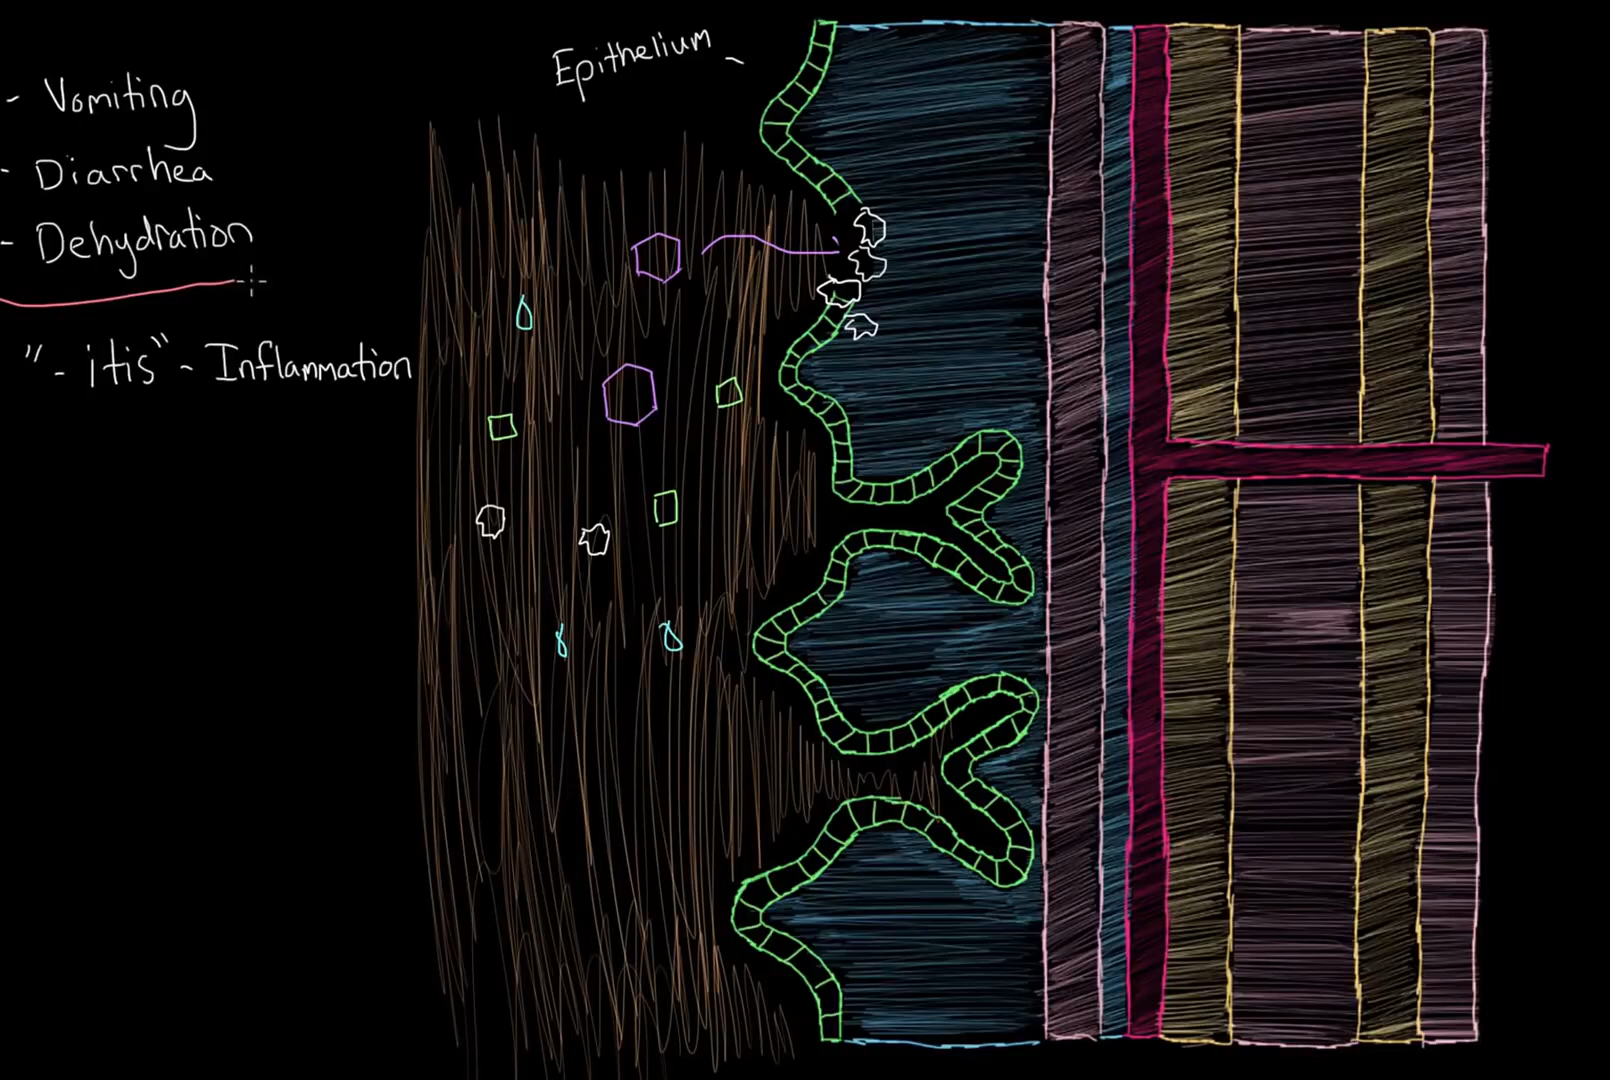 Epithelium -
- Vomiting
- Diarrhea
- Dehydration
"-itis" - Inflammation